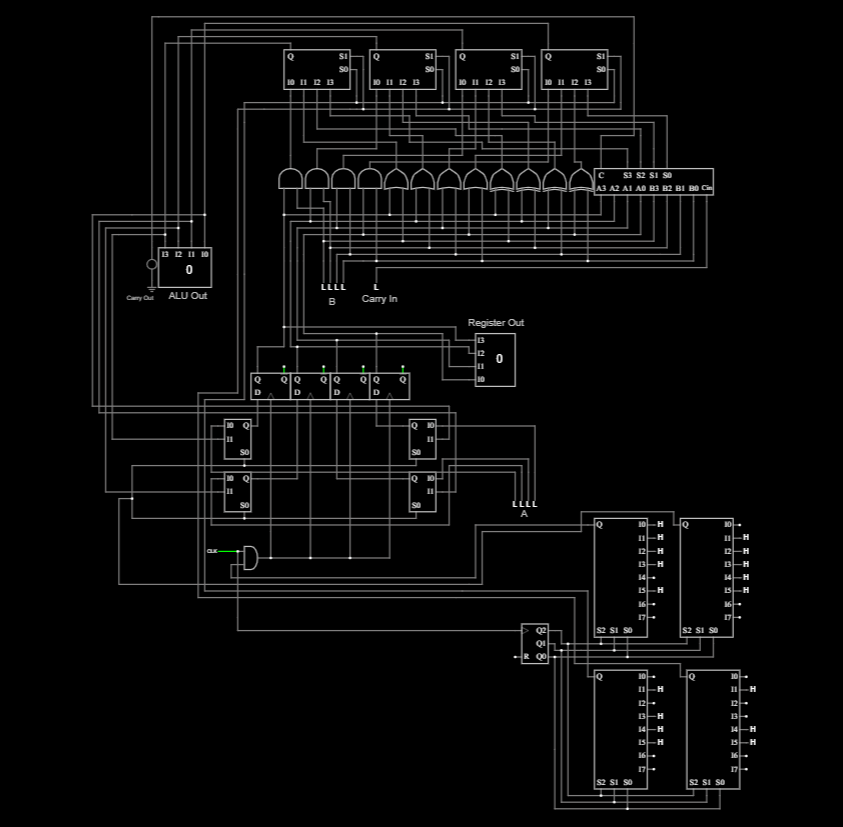 Q S1 Q S1 Q S1 Q S1
S0 S0 S0 S0
I0 I1 I2 I3 I0 I1 I2 I3 I0 I1 I2 I3 I0 I1 I2 I3
C S3 S2 S1 S0
A3 A2 A1 A0 B3 B2 B1 B0 Cin
I3 I2 I1 I0
0
Carry Out
ALU Out
L L L L
B
L
Carry In
Register Out
I3
I2
I1
I0
0
Q Q Q Q Q Q Q Q
D D D D
I0 Q
I1
S0
Q I0
I1
S0
I0 Q
I1
S0
Q I0
I1
S0
L L L L
A
CLK
Q I0 H
I1 H
I2 H
I3 H
I4
I5 H
I6
I7
S2 S1 S0
Q I0
I1 H
I2 H
I3 H
I4 H
I5 H
I6
I7
S2 S1 S0
Q2
Q1
R Q0
Q I0
I1 H
I2
I3 H
I4 H
I5 H
I6
I7
S2 S1 S0
Q I0
I1 H
I2
I3
I4 H
I5 H
I6
I7
S2 S1 S0